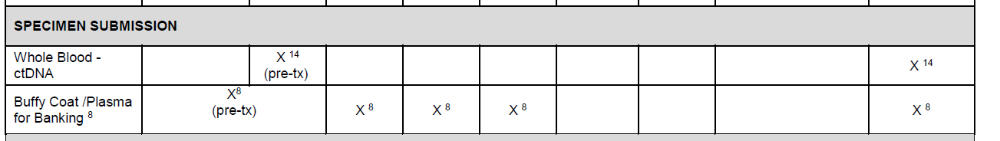 SPECIMEN SUBMISSION
Whole Blood -
ctDNA
X 14
(pre-tx)
X 14
Buffy Coat /Plasma
for Banking 8
X8
(pre-tx)
X 8
X 8
X 8
X 8